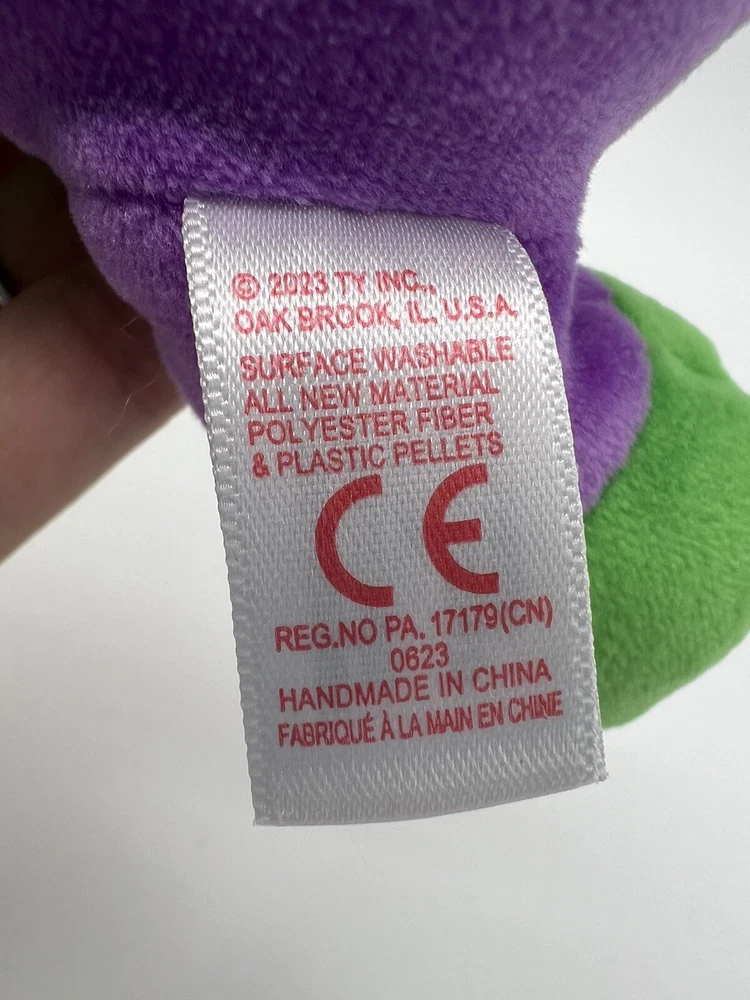 © 2023 TY INC.,
OAK BROOK, IL. U.S.A.
SURFACE WASHABLE
ALL NEW MATERIAL
POLYESTER FIBER
& PLASTIC PELLETS
CE
REG.NO PA. 17179(CN)
0623
HANDMADE IN CHINA
FABRIQUÉ À LA MAIN EN CHINE